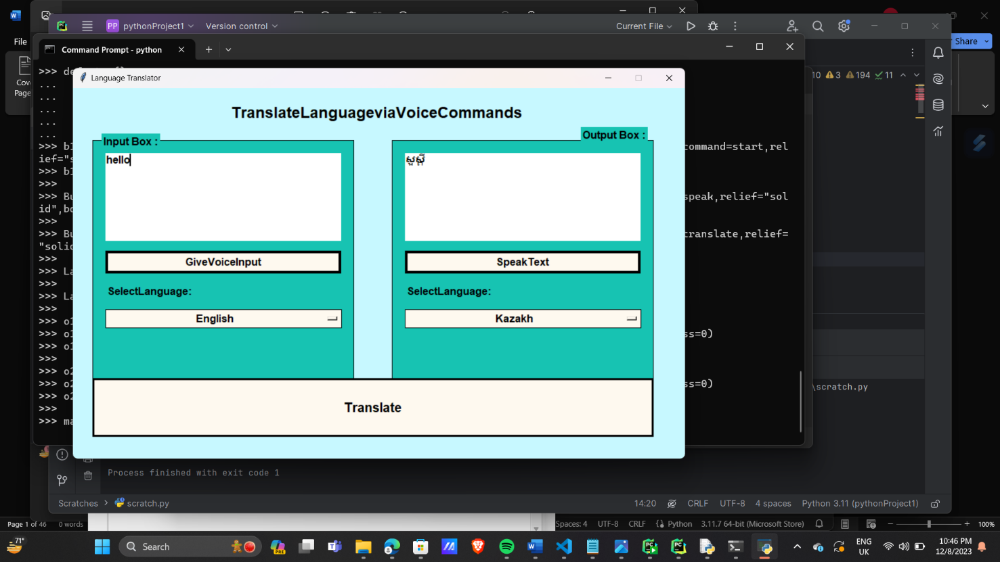 File
Share
Cov
Page
pythonProject1
PP
Version control
Current File
Command Prompt - python
10 3 194 11
Language Translator
TranslateLanguageviaVoiceCommands
Input Box :
Output Box :
hello
សួស្តី
GiveVoiceInput
SpeakText
SelectLanguage:
SelectLanguage:
English
Kazakh
Translate
>>> de
...
...
...
...
...
>>> b1
command=start,rel
ief="s
>>> b1
>>>
>>> Bu
speak,relief="sol
id",bo
>>>
>>> Bu
translate,relief=
"solid
>>>
>>> La
>>>
>>> La
>>>
>>> o1
>>> o1
ss=0)
>>> o1
>>>
>>> o2
>>> o2
ss=0)
>>> o2
>>>
>>> ma
\scratch.py
Process finished with exit code 1
Scratches > scratch.py
14:20 CRLF UTF-8 4 spaces Python 3.11 (pythonProject1)
Page 1 of 46 0 words
Spaces: 4 UTF-8 CRLF Python 3.11.7 64-bit (Microsoft Store)
100%
71°
Search
PRE
ENG
UK
10:46 PM
12/8/2023